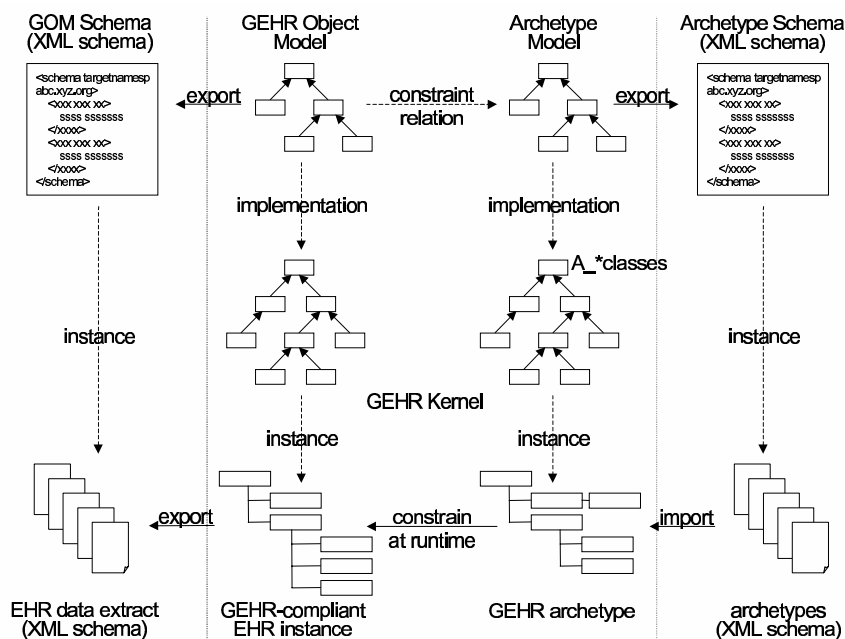 GOM Schema
(XML schema)
GEHR Object
Model
Archetype
Model
Archetype Schema
(XML schema)
<schema targetnamesp
abc.xyz.org>
<xxx xxx xx>
ssss sssssss
</xxxx>
<xxx xxx xx>
ssss sssssss
</xxxx>
</schema>
export
constraint
relation
export
<schema targetnamesp
abc.xyz.org>
<xxx xxx xx>
ssss sssssss
</xxxx>
<xxx xxx xx>
ssss sssssss
</xxxx>
</schema>
implementation
implementation
A_*classes
instance
instance
GEHR Kernel
instance
instance
export
constrain
at runtime
import
EHR data extract
(XML schema)
GEHR-compliant
EHR instance
GEHR archetype
archetypes
(XML schema)